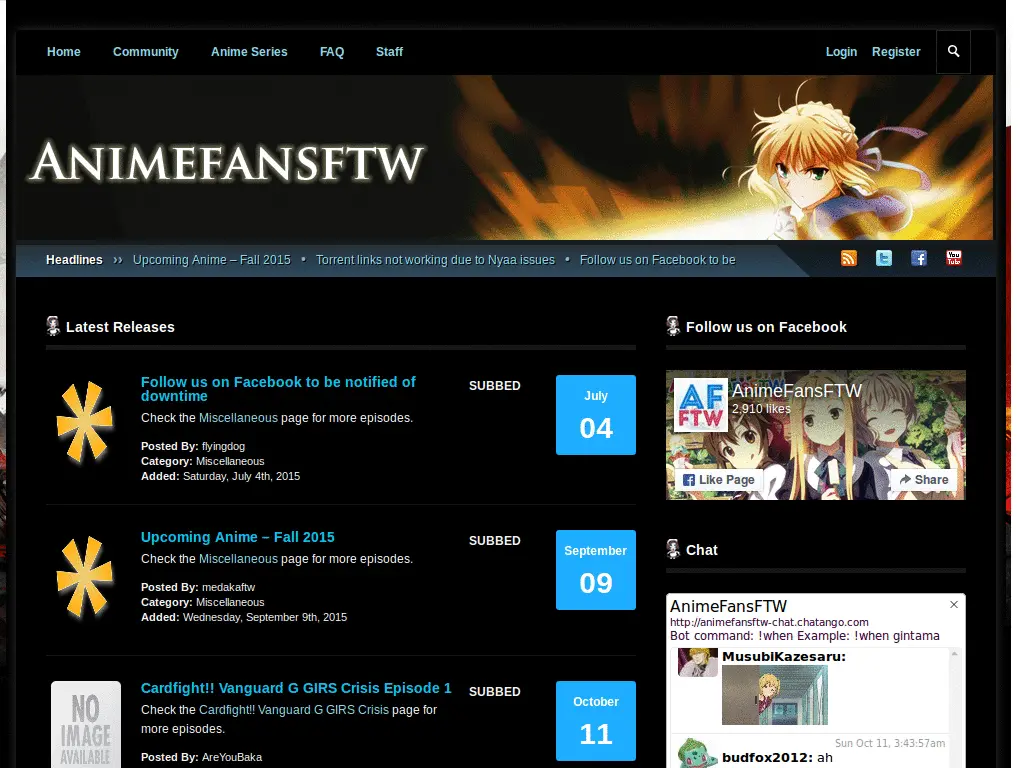 Home Community Anime Series FAQ Staff Login Register
ANIMEFANSFTW
Headlines ›› Upcoming Anime – Fall 2015 • Torrent links not working due to Nyaa issues • Follow us on Facebook to be
You
Tube
Latest Releases
Follow us on Facebook to be notified of
downtime
SUBBED
July
04
Check the Miscellaneous page for more episodes.
Posted By: flyingdog
Category: Miscellaneous
Added: Saturday, July 4th, 2015
Upcoming Anime – Fall 2015
SUBBED
September
09
Check the Miscellaneous page for more episodes.
Posted By: medakaftw
Category: Miscellaneous
Added: Wednesday, September 9th, 2015
NO
IMAGE
AVAILABLE
Cardfight!! Vanguard G GIRS Crisis Episode 1
SUBBED
October
11
Check the Cardfight!! Vanguard G GIRS Crisis page for
more episodes.
Posted By: AreYouBaka
Follow us on Facebook
AF
FTW
AnimeFansFTW
2,910 likes
Like Page
Share
Chat
AnimeFansFTW ×
http://animefansftw-chat.chatango.com
Bot command: !when Example: !when gintama
MusubiKazesaru:
Sun Oct 11, 3:43:57am
budfox2012: ah